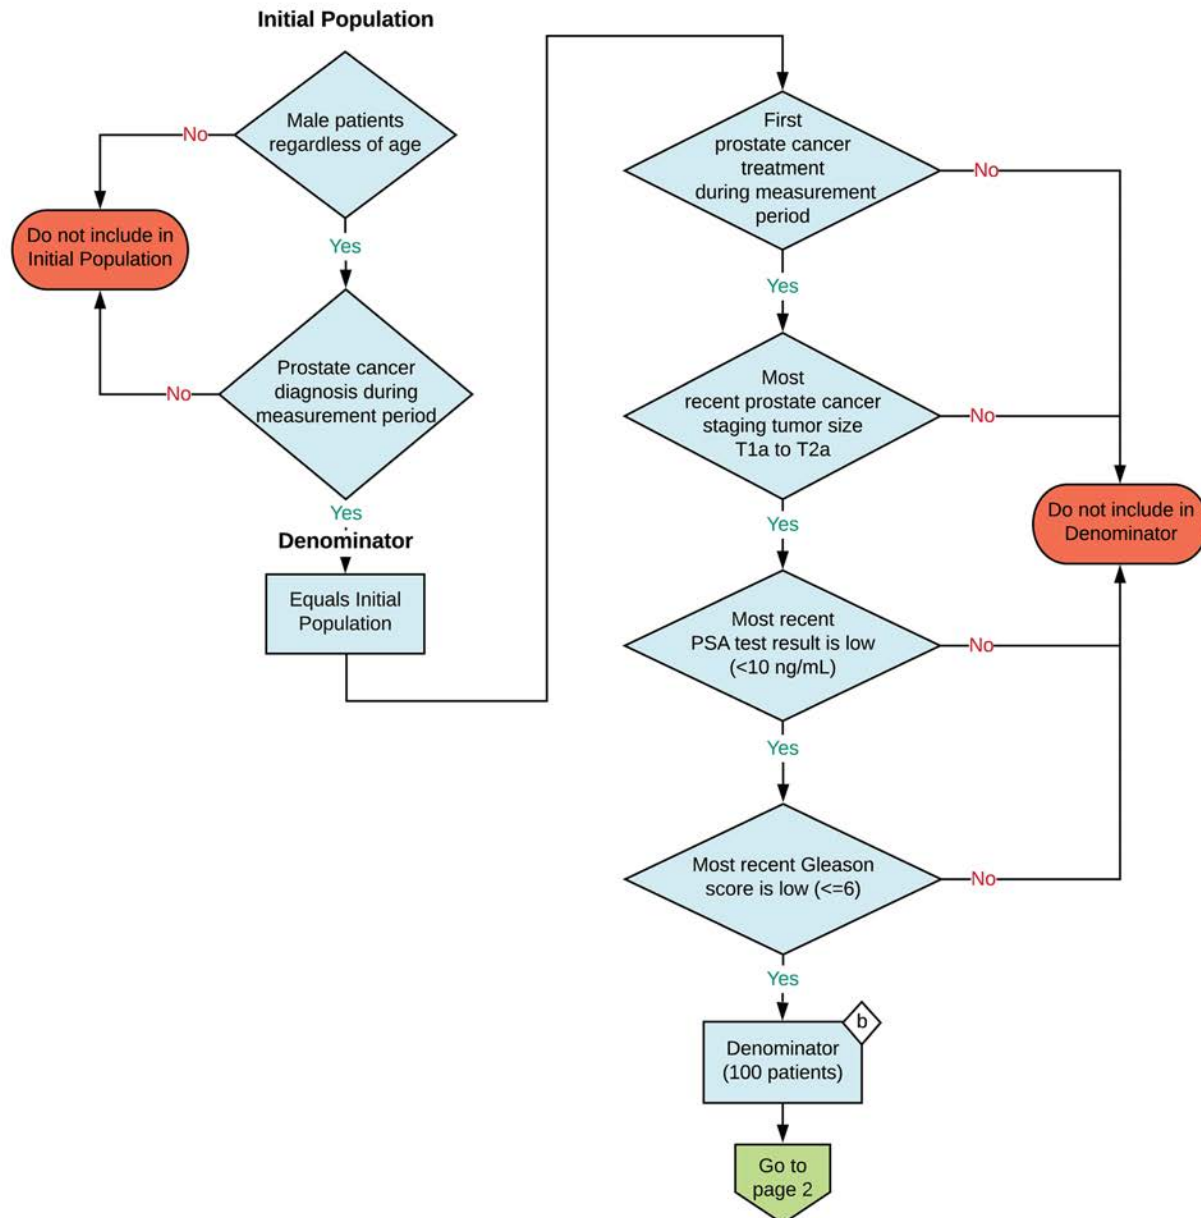 Initial Population
Male patients
regardless of age
No
Do not include in
Initial Population
Yes
Prostate cancer
diagnosis during
measurement period
No
Yes
Denominator
Equals Initial
Population
First
prostate cancer
treatment
during measurement
period
No
Yes
Most
recent prostate cancer
staging tumor size
T1a to T2a
No
Do not include in
Denominator
Yes
Most recent
PSA test result is low
(<10 ng/mL)
No
Yes
Most recent Gleason
score is low (<=6)
No
Yes
b
Denominator
(100 patients)
Go to
page 2